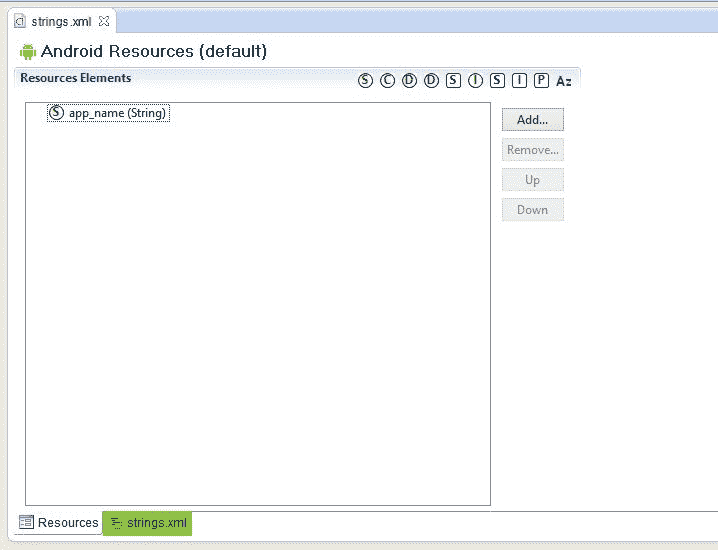 strings.xml
Android Resources (default)
Resources Elements
S C D D S I S I P Az
S app_name (String)
Add...
Remove...
Up
Down
Resources strings.xml